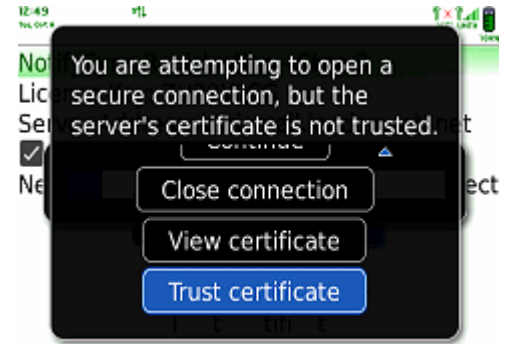 12:49
You are attempting to open a
secure connection, but the
server's certificate is not trusted.
Continue
Close connection
View certificate
Trust certificate